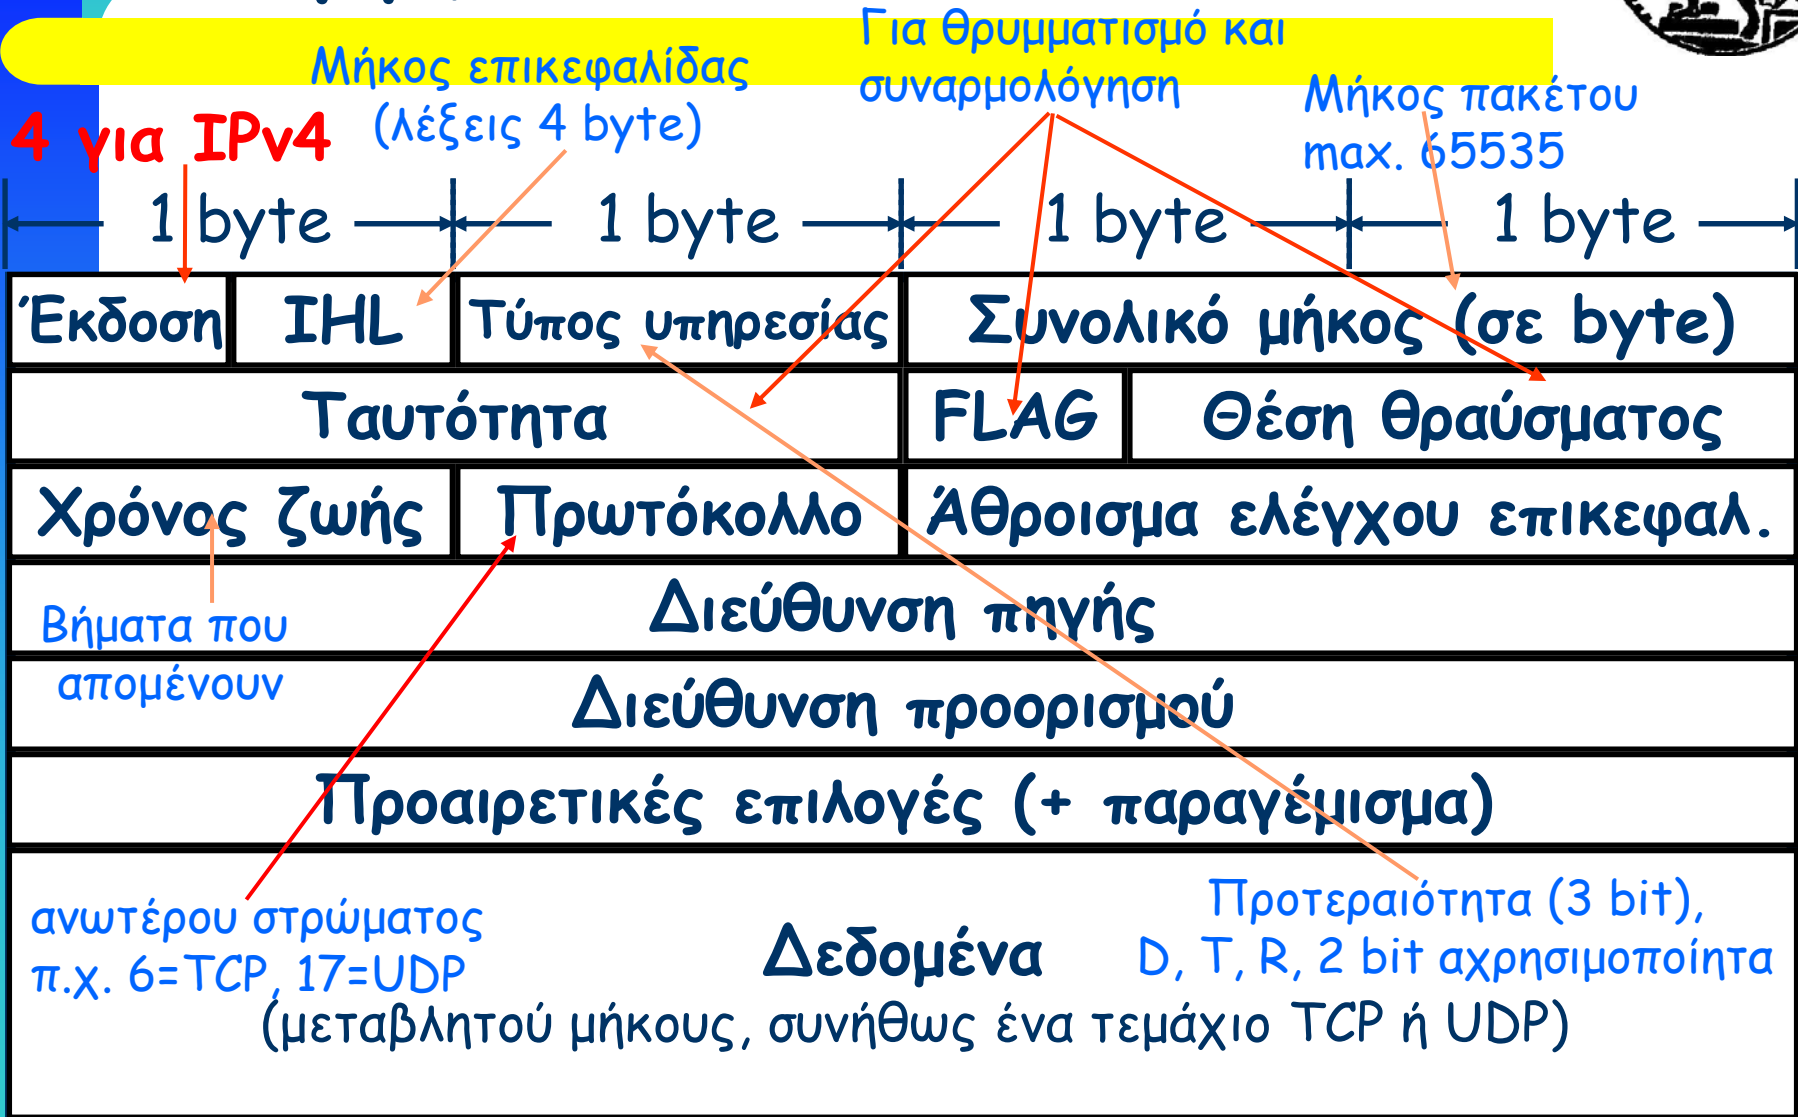 Για θρυμματισμό και
συναρμολόγηση
Μήκος επικεφαλίδας
(λέξεις 4 byte)
Μήκος πακέτου
max. 65535
4 για IPv4
1 byte 1 byte 1 byte 1 byte
Έκδοση IHL Τύπος υπηρεσίας Συνολικό μήκος (σε byte)
Ταυτότητα FLAG Θέση θραύσματος
Χρόνος ζωής Πρωτόκολλο Άθροισμα ελέγχου επικεφαλ.
Διεύθυνση πηγής
Βήματα που
απομένουν
Διεύθυνση προορισμού
Προαιρετικές επιλογές (+ παραγέμισμα)
ανωτέρου στρώματος
π.χ. 6=TCP, 17=UDP
Δεδομένα
Προτεραιότητα (3 bit),
D, T, R, 2 bit αχρησιμοποίητα
(μεταβλητού μήκους, συνήθως ένα τεμάχιο TCP ή UDP)